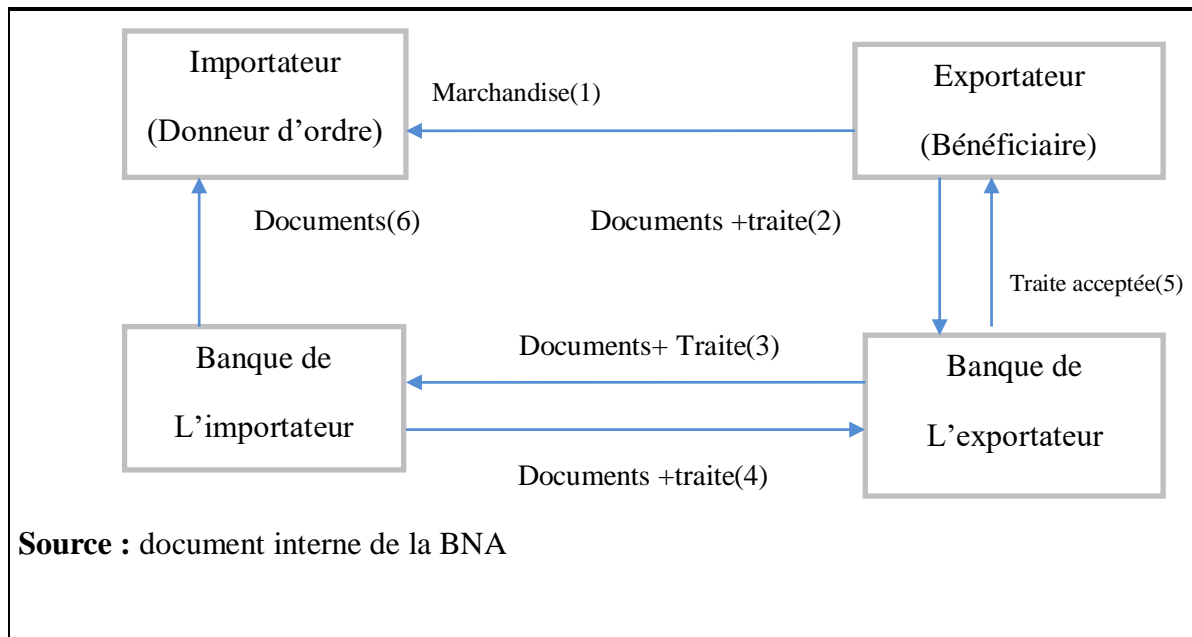 Importateur
(Donneur d’ordre)
Marchandise(1)
Exportateur
(Bénéficiaire)
Documents(6)
Documents +traite(2)
Traite acceptée(5)
Banque de
L’importateur
Documents+ Traite(3)
Documents +traite(4)
Banque de
L’exportateur
Source : document interne de la BNA